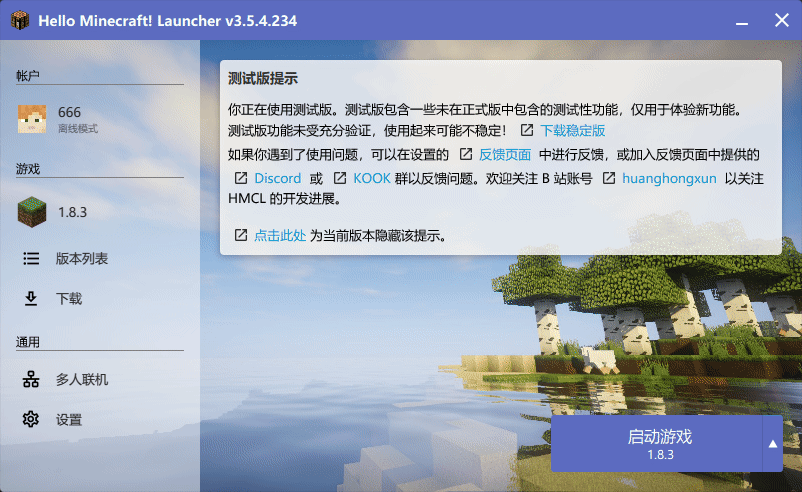 Hello Minecraft! Launcher v3.5.4.234
帐户
666
离线模式
游戏
1.8.3
版本列表
下载
通用
多人联机
设置
测试版提示
你正在使用测试版。测试版包含一些未在正式版中包含的测试性功能，仅用于体验新功能。
测试版功能未受充分验证，使用起来可能不稳定！ 下载稳定版
如果你遇到了使用问题，可以在设置的 反馈页面 中进行反馈，或加入反馈页面中提供的
Discord 或 KOOK 群以反馈问题。欢迎关注 B 站账号 huanghongxun 以关注
HMCL 的开发进展。
点击此处 为当前版本隐藏该提示。
启动游戏
1.8.3